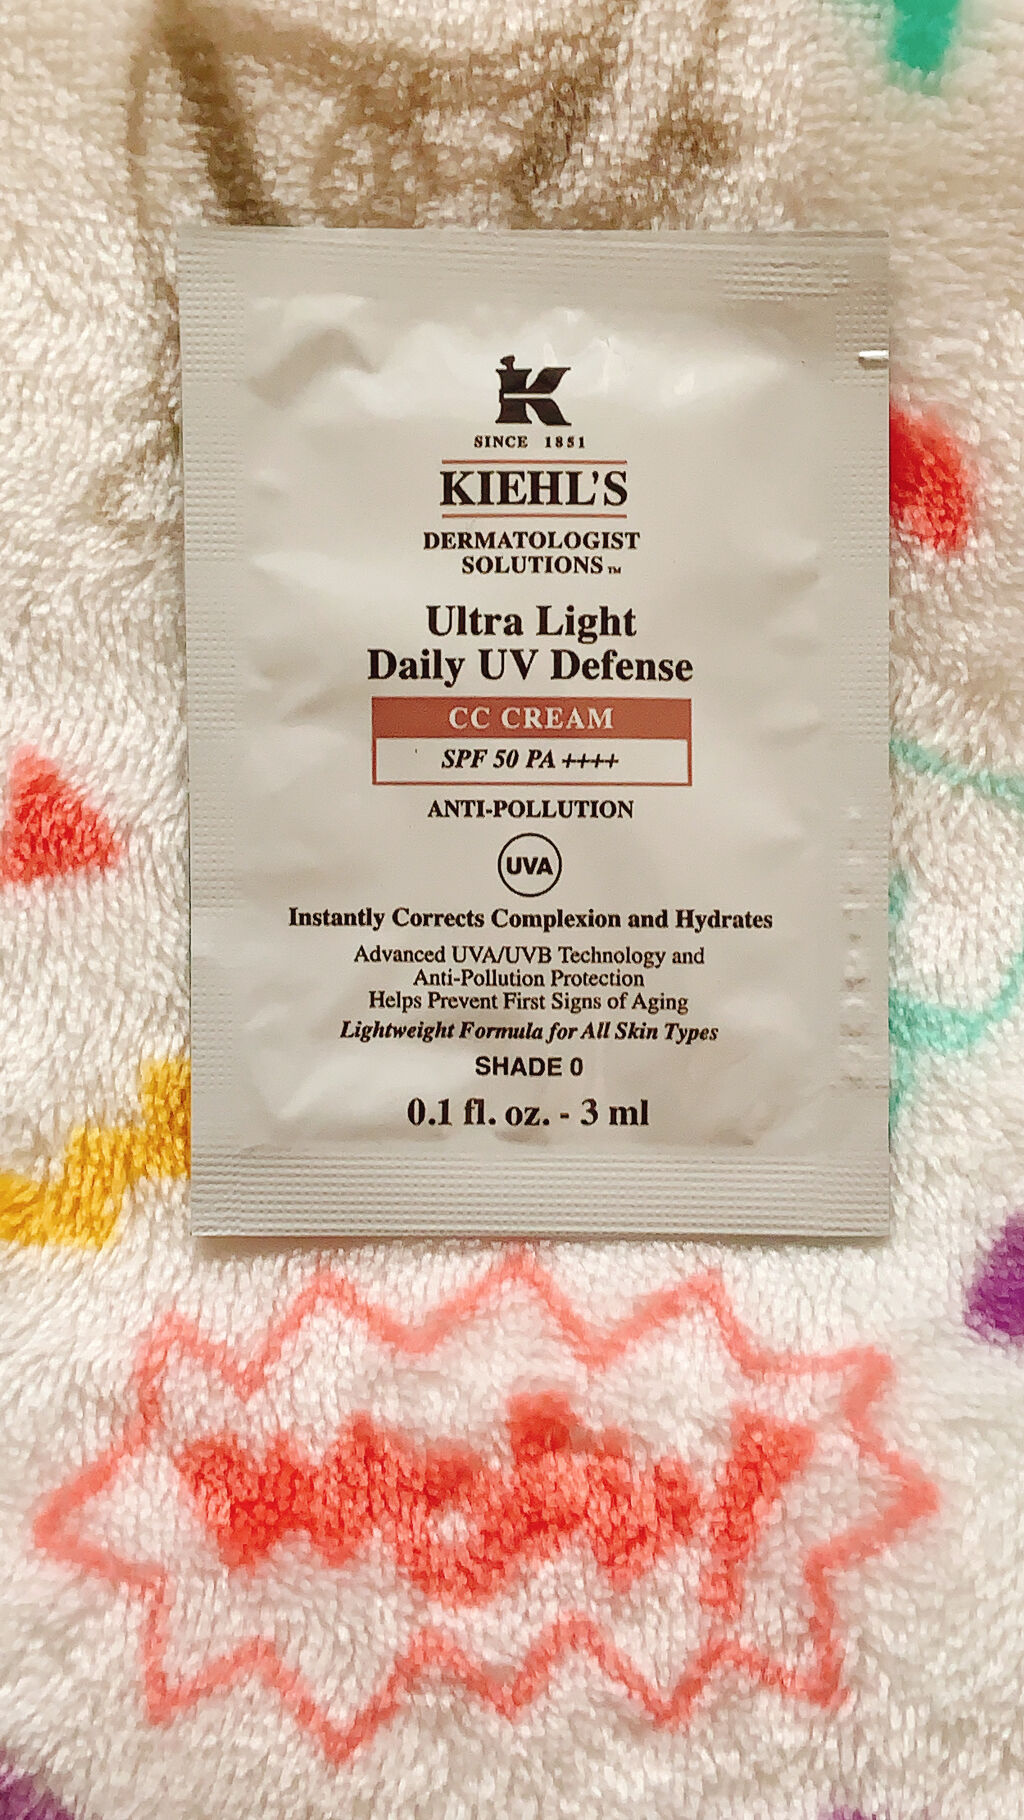 K
SINCE 1851
KIEHL'S
DERMATOLOGIST
SOLUTIONS™
Ultra Light
Daily UV Defense
CC CREAM
SPF 50 PA ++++
ANTI-POLLUTION
UVA
Instantly Corrects Complexion and Hydrates
Advanced UVA/UVB Technology and
Anti-Pollution Protection
Helps Prevent First Signs of Aging
Lightweight Formula for All Skin Types
SHADE 0
0.1 fl. oz. - 3 ml